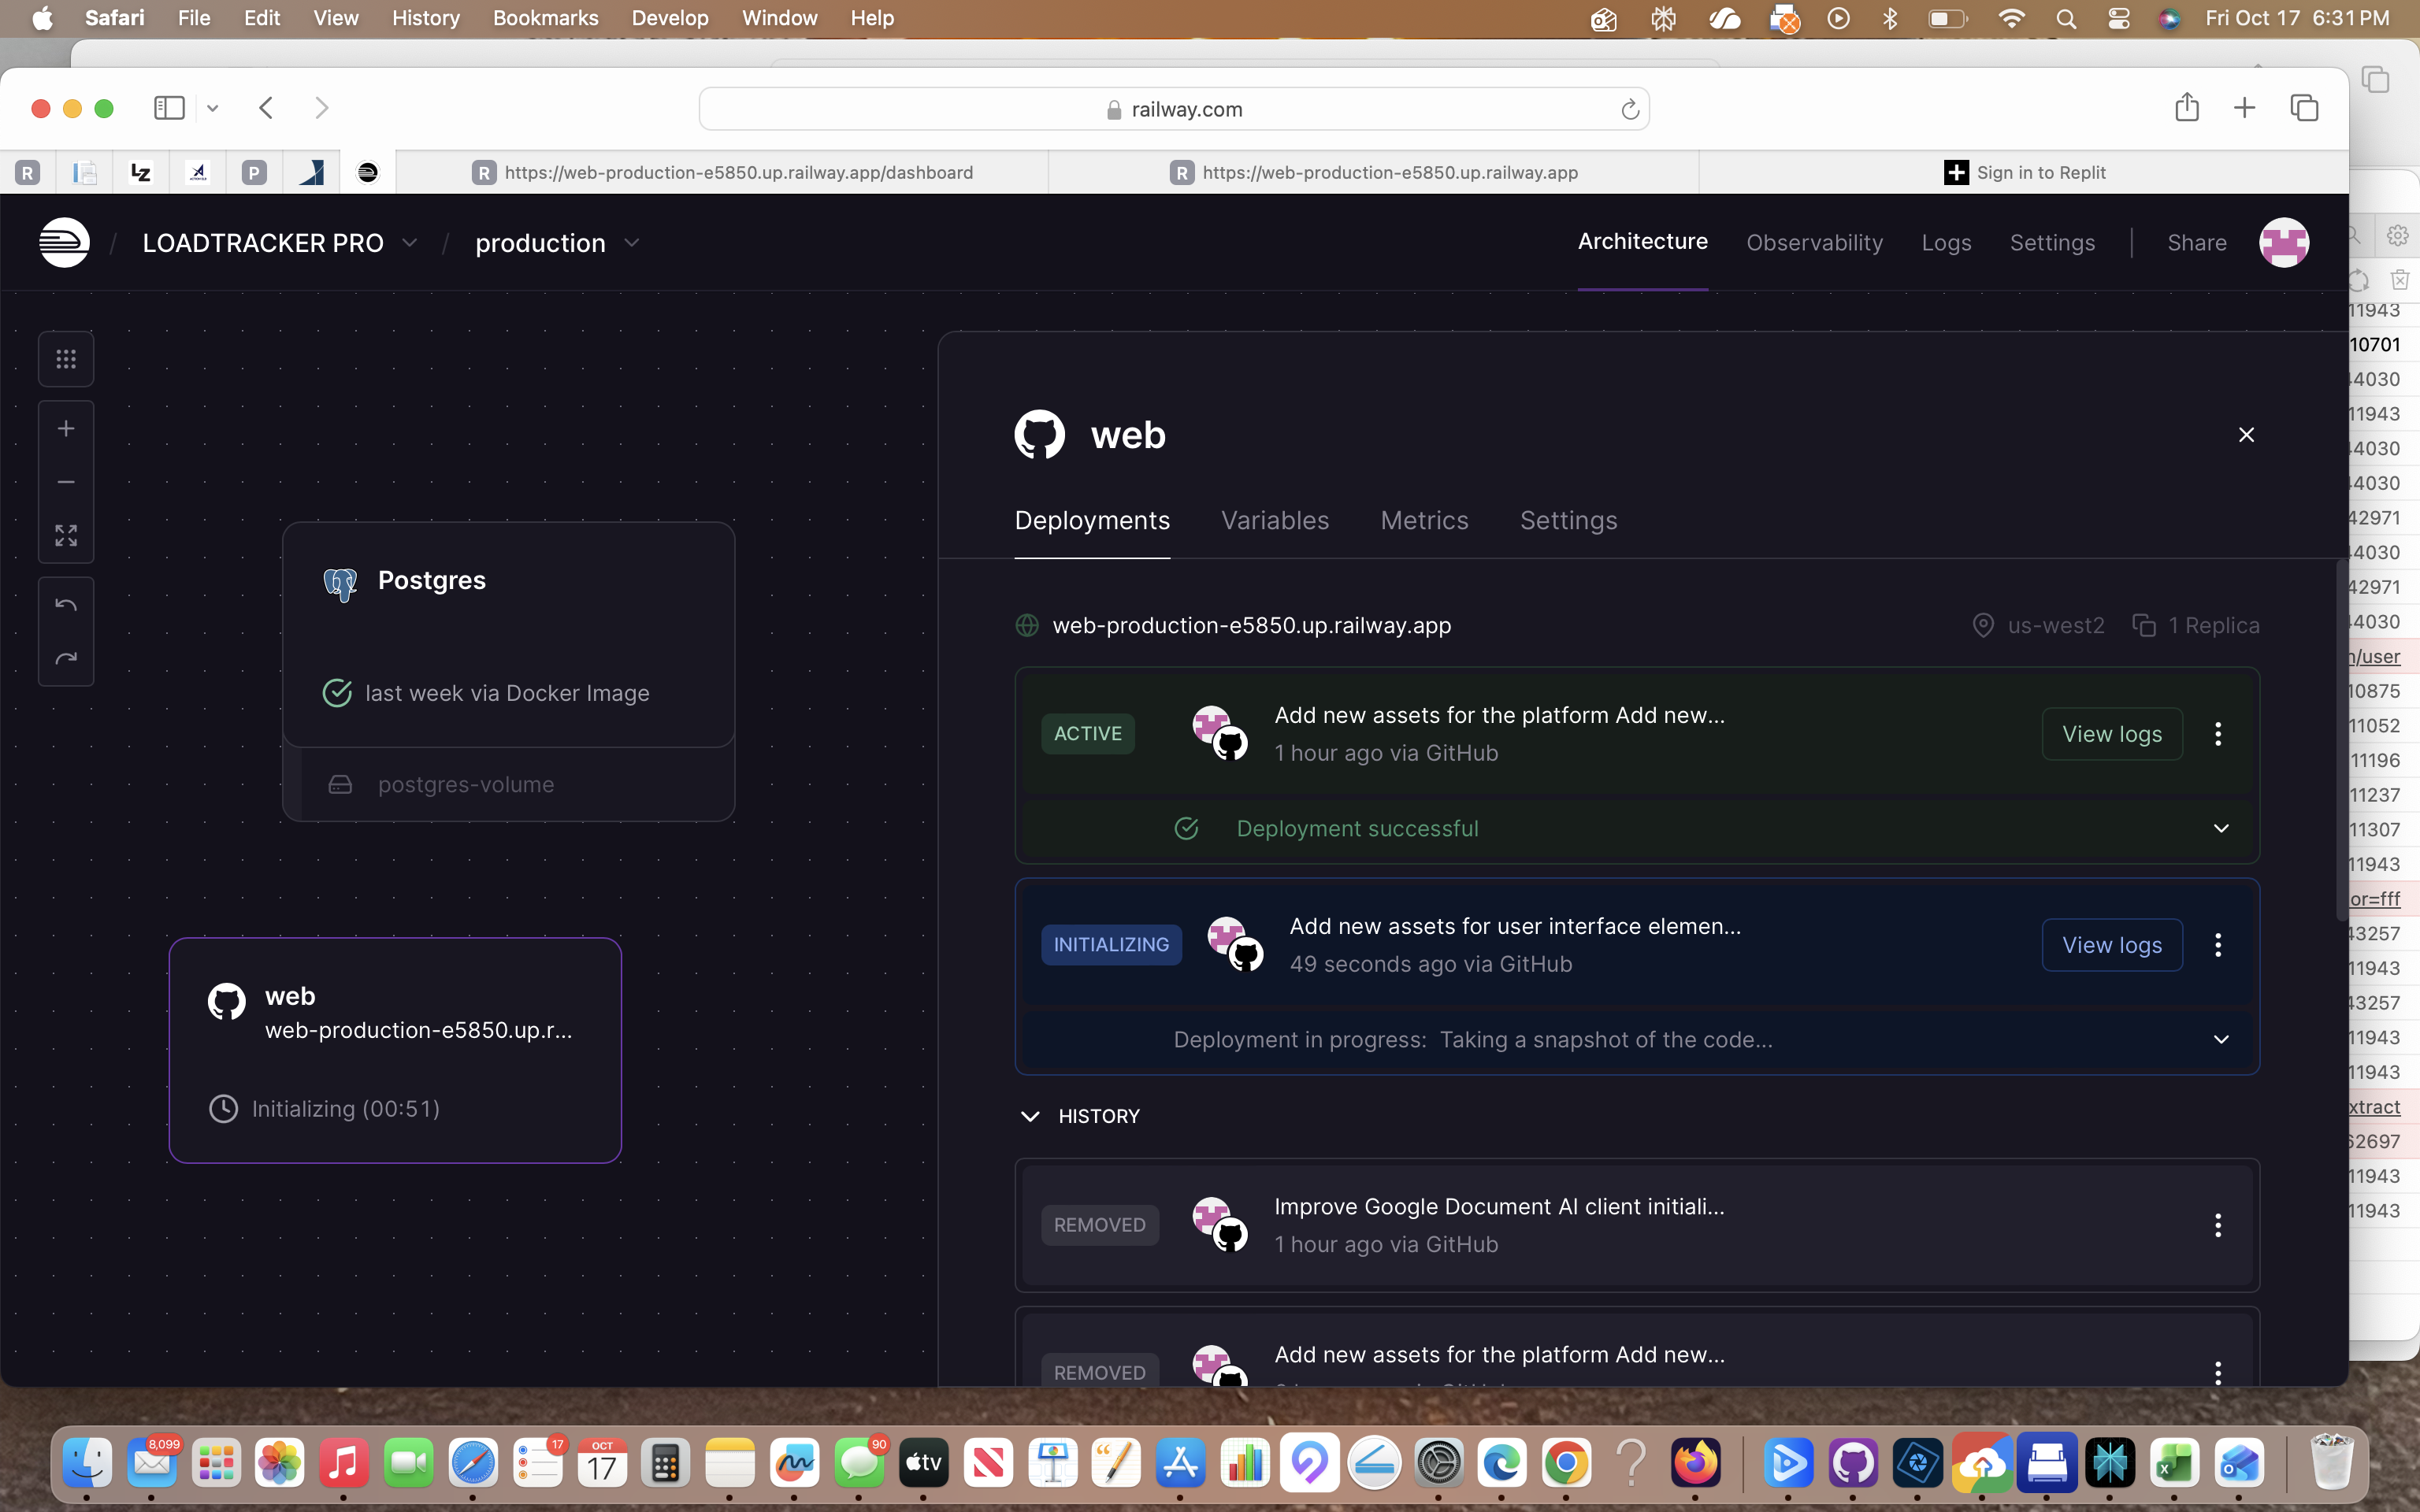 Safari File Edit View History Bookmarks Develop Window Help Fri Oct 17 6:31 PM
railway.com
R LZ P R https://web-production-e5850.up.railway.app/dashboard R https://web-production-e5850.up.railway.app Sign in to Replit
/ LOADTRACKER PRO / production Architecture Observability Logs Settings | Share
web
Deployments Variables Metrics Settings
web-production-e5850.up.railway.app us-west2 1 Replica
ACTIVE Add new assets for the platform Add new... View logs
1 hour ago via GitHub
Deployment successful
INITIALIZING Add new assets for user interface elemen... View logs
49 seconds ago via GitHub
Deployment in progress: Taking a snapshot of the code...
HISTORY
REMOVED Improve Google Document AI client initiali...
1 hour ago via GitHub
REMOVED Add new assets for the platform Add new...
Postgres
last week via Docker Image
postgres-volume
web
web-production-e5850.up.r...
Initializing (00:51)
11943
10701
44030
11943
44030
44030
42971
44030
42971
44030
n/user
10875
11052
11196
11237
11307
11943
or=fff
43257
11943
43257
11943
11943
xtract
62697
11943
11943
8,099 17 OCT 17 90 tv